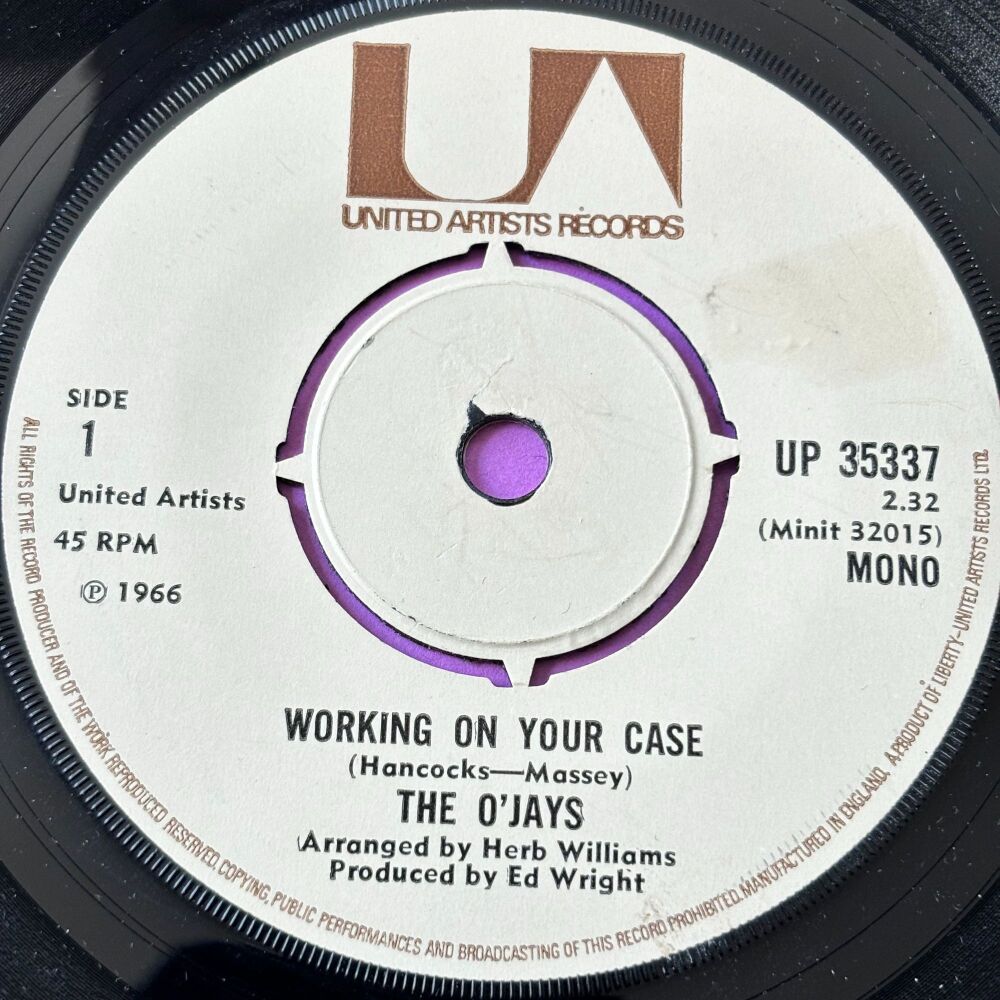 UA
UNITED ARTISTS RECORDS
SIDE
1
United Artists
45 RPM
Ⓟ 1966
UP 35337
2.32
(Minit 32015)
MONO
WORKING ON YOUR CASE
(Hancocks—Massey)
THE O'JAYS
Arranged by Herb Williams
Produced by Ed Wright
ALL RIGHTS OF THE RECORD PRODUCER AND OF THE WORK REPRODUCED RESERVED. COPYING, PUBLIC PERFORMANCES AND BROADCASTING OF THIS RECORD PROHIBITED. MANUFACTURED IN ENGLAND. A PRODUCT OF LIBERTY-UNITED ARTISTS RECORDS LTD.